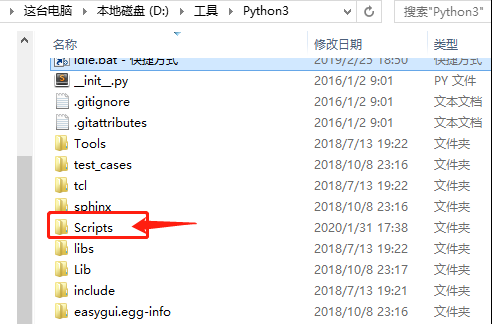 这台电脑 > 本地磁盘 (D:) > 工具 > Python3
搜索"Python3"
名称 修改日期 类型
idle.bat - 快捷方式 2019/2/25 18:50 快捷方式
__init__.py 2016/1/2 9:01 PY 文件
.gitignore 2016/1/2 9:01 文本文档
.gitattributes 2016/1/2 9:01 文本文档
Tools 2018/7/13 19:22 文件夹
test_cases 2018/10/8 23:16 文件夹
tcl 2018/7/13 19:22 文件夹
sphinx 2018/10/8 23:16 文件夹
Scripts 2020/1/31 17:38 文件夹
libs 2018/7/13 19:22 文件夹
Lib 2018/10/8 23:17 文件夹
include 2018/7/13 19:21 文件夹
easygui.egg-info 2018/10/8 23:16 文件夹